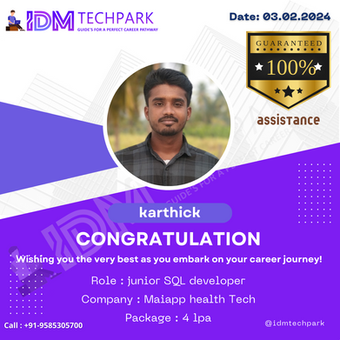 IDM TECHPARK
GUIDE'S FOR A PERFECT CAREER PATHWAY
Date: 03.02.2024
GUARANTEED
100%
assistance
karthick
CONGRATULATION
Wishing you the very best as you embark on your career journey!
Role : junior SQL developer
Company : Maiapp health Tech
Package : 4 lpa
Call : +91-9585305700
@idmtechpark